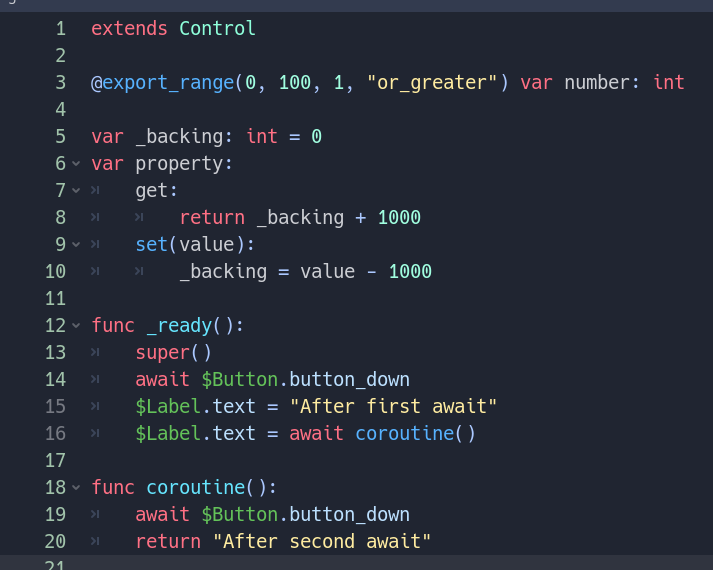 1 extends Control
2
3 @export_range(0, 100, 1, "or_greater") var number: int
4
5 var _backing: int = 0
6 var property:
7     get:
8         return _backing + 1000
9     set(value):
10         _backing = value - 1000
11
12 func _ready():
13     super()
14     await $Button.button_down
15     $Label.text = "After first await"
16     $Label.text = await coroutine()
17
18 func coroutine():
19     await $Button.button_down
20     return "After second await"
21